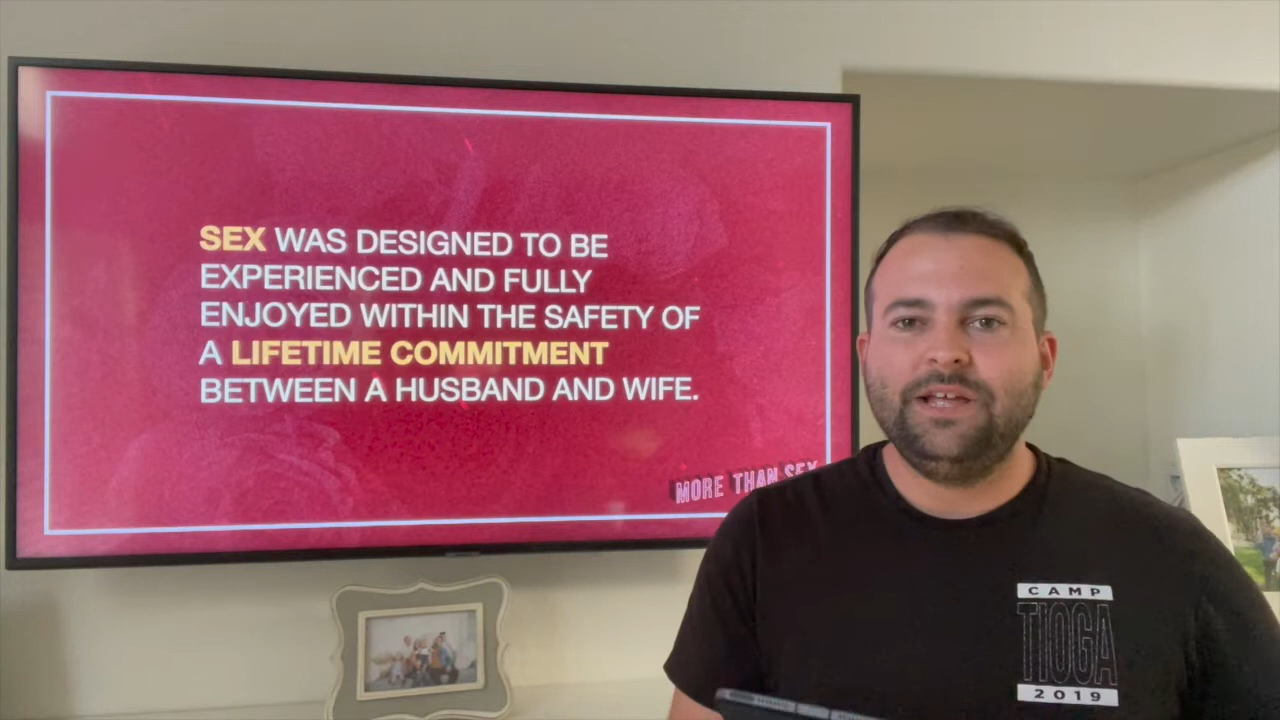 SEX WAS DESIGNED TO BE
EXPERIENCED AND FULLY
ENJOYED WITHIN THE SAFETY OF
A LIFETIME COMMITMENT
BETWEEN A HUSBAND AND WIFE.
MORE THAN SEX
CAMP
TIOGA
2019